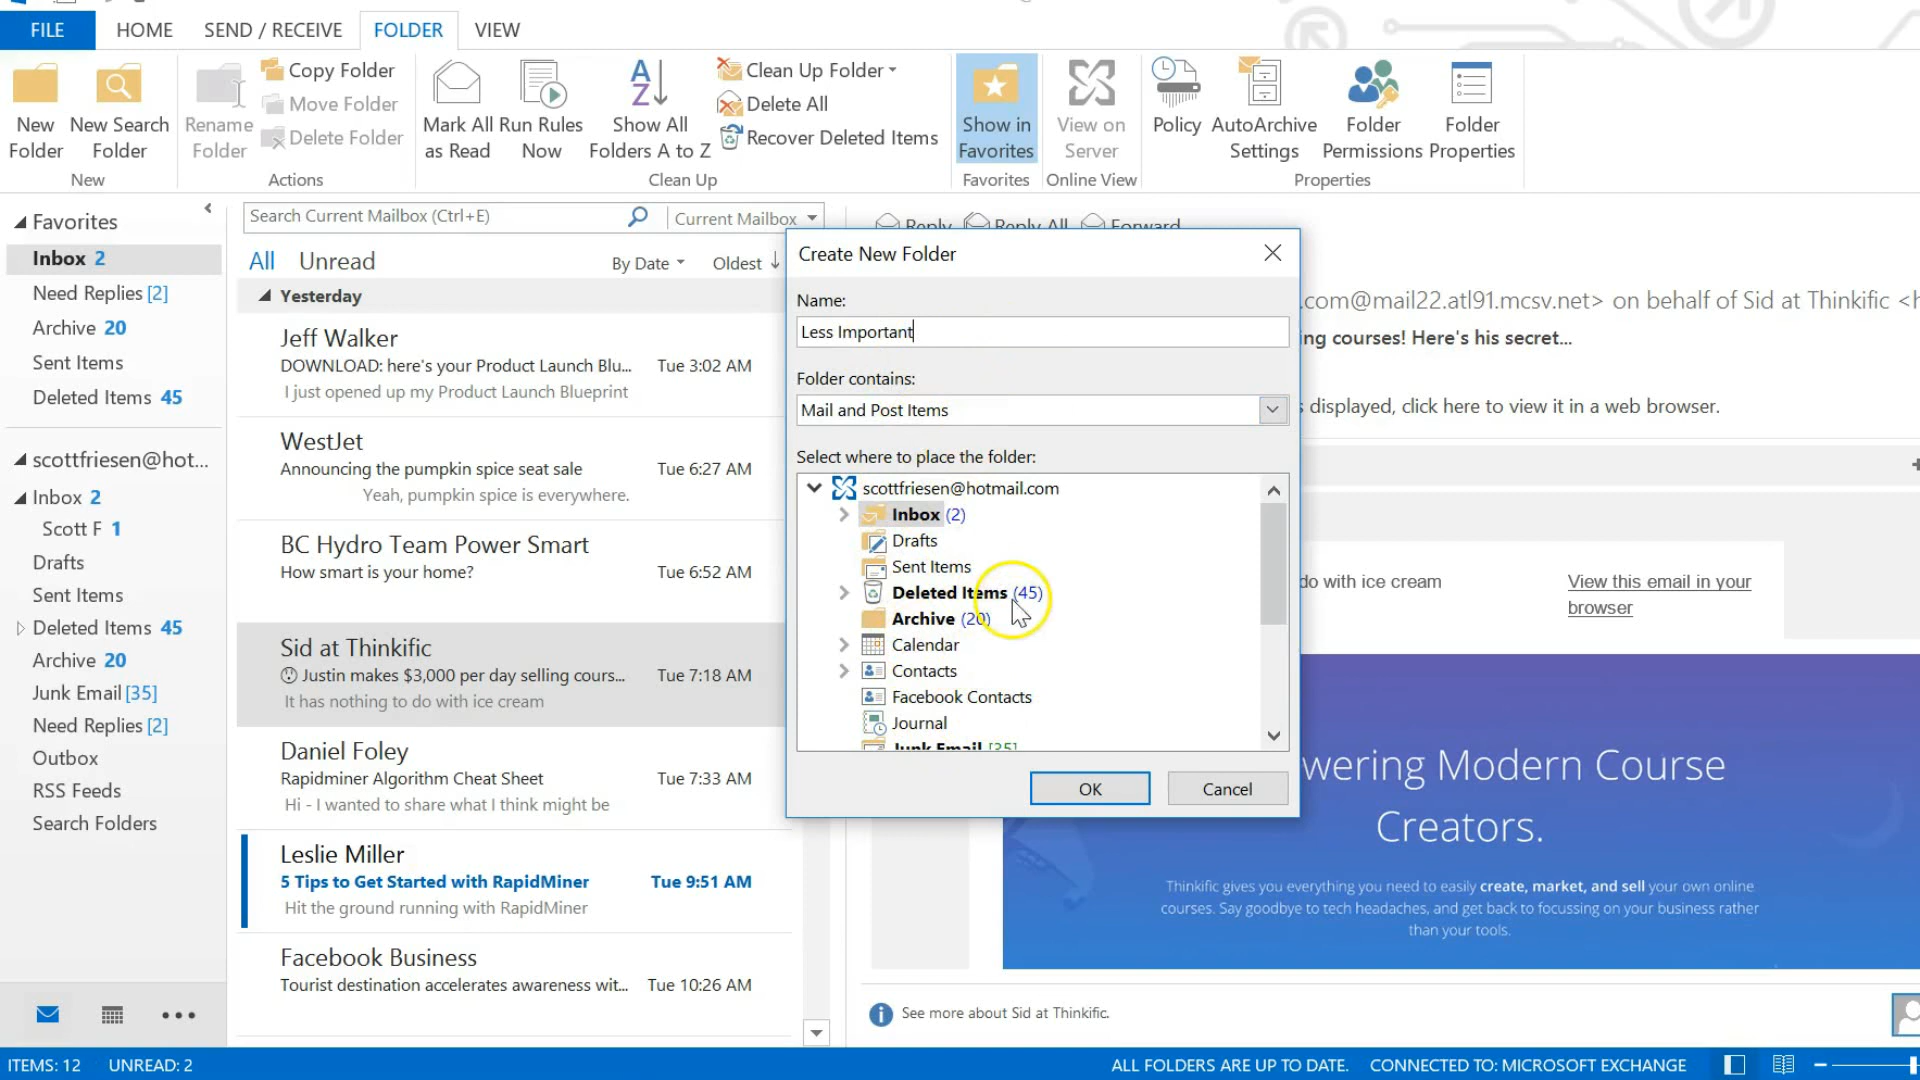 FILE HOME SEND / RECEIVE FOLDER VIEW
New Folder
New Search Folder
Rename Folder
Copy Folder
Move Folder
Delete Folder
Mark All as Read
Run Rules Now
Show All Folders A to Z
Clean Up Folder
Delete All
Recover Deleted Items
Show in Favorites
View on Server
Policy
AutoArchive Settings
Folder Permissions
Folder Properties
New Actions Clean Up Favorites Online View Properties
Favorites
Inbox 2
Need Replies [2]
Archive 20
Sent Items
Deleted Items 45
scottfriesen@hot...
Inbox 2
Scott F 1
Drafts
Sent Items
Deleted Items 45
Archive 20
Junk Email [35]
Need Replies [2]
Outbox
RSS Feeds
Search Folders
Search Current Mailbox (Ctrl+E) Current Mailbox
All Unread By Date Oldest
Yesterday
Jeff Walker
DOWNLOAD: here's your Product Launch Blu... Tue 3:02 AM
I just opened up my Product Launch Blueprint
WestJet
Announcing the pumpkin spice seat sale Tue 6:27 AM
Yeah, pumpkin spice is everywhere.
BC Hydro Team Power Smart
How smart is your home? Tue 6:52 AM
Sid at Thinkific
Justin makes $3,000 per day selling cours... Tue 7:18 AM
It has nothing to do with ice cream
Daniel Foley
Rapidminer Algorithm Cheat Sheet Tue 7:33 AM
Hi - I wanted to share what I think might be
Leslie Miller
5 Tips to Get Started with RapidMiner Tue 9:51 AM
Hit the ground running with RapidMiner
Facebook Business
Tourist destination accelerates awareness wit... Tue 10:26 AM
Reply Reply All Forward
Create New Folder
Name:
Less Important
Folder contains:
Mail and Post Items
Select where to place the folder:
scottfriesen@hotmail.com
Inbox (2)
Drafts
Sent Items
Deleted Items (45)
Archive (20)
Calendar
Contacts
Facebook Contacts
Journal
Junk Email [35]
OK Cancel
.com@mail22.atl91.mcsv.net> on behalf of Sid at Thinkific <h
ng courses! Here's his secret...
s displayed, click here to view it in a web browser.
do with ice cream
View this email in your
browser
wering Modern Course
Creators.
Thinkific gives you everything you need to easily create, market, and sell your own online
courses. Say goodbye to tech headaches, and get back to focussing on your business rather
than your tools.
See more about Sid at Thinkific.
ITEMS: 12 UNREAD: 2 ALL FOLDERS ARE UP TO DATE. CONNECTED TO: MICROSOFT EXCHANGE